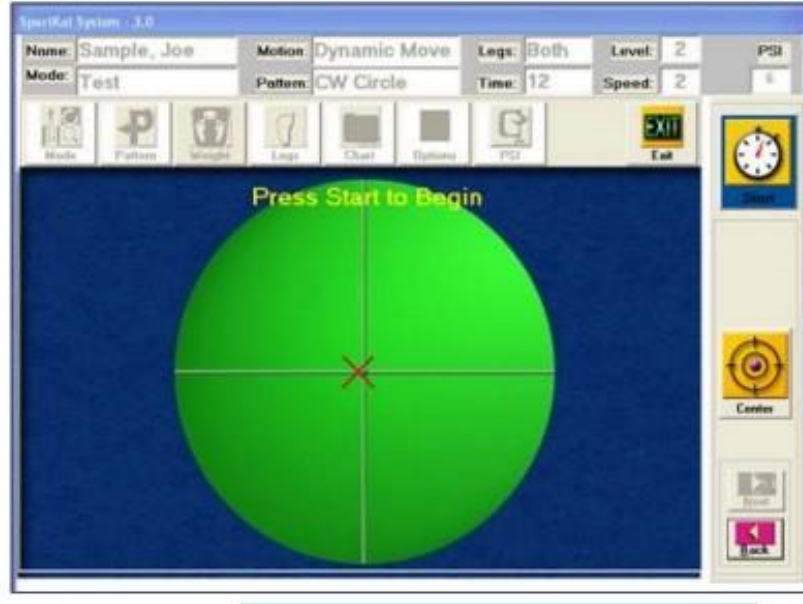 SportKat System - 3.0
Name: Sample, Joe Motion: Dynamic Move Legs: Both Level: 2 PSI
Mode: Test Pattern: CW Circle Time: 12 Speed: 2 6
Mode Pattern Weight Legs Chart Options PSI Exit
EXIT
Start
Press Start to Begin
Center
Next
Back